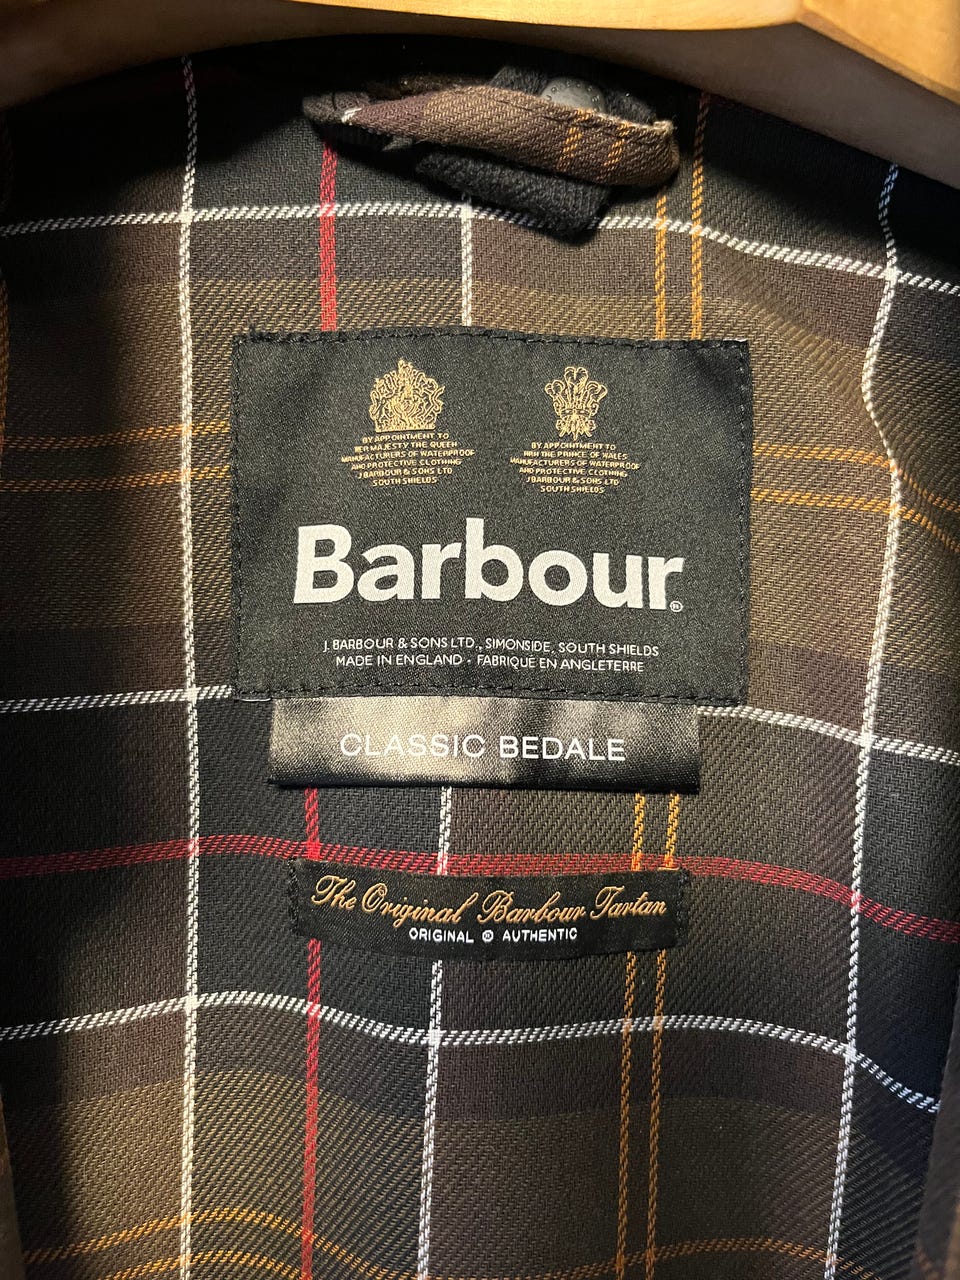 BY APPOINTMENT TO
HER MAJESTY THE QUEEN
MANUFACTURERS OF WATERPROOF
AND PROTECTIVE CLOTHING
J BARBOUR & SONS LTD
SOUTH SHIELDS
BY APPOINTMENT TO
HRH THE PRINCE OF WALES
MANUFACTURERS OF WATERPROOF
AND PROTECTIVE CLOTHING
J BARBOUR & SONS LTD
SOUTH SHIELDS
Barbour®
J. BARBOUR & SONS LTD., SIMONSIDE, SOUTH SHIELDS
MADE IN ENGLAND · FABRIQUE EN ANGLETERRE
CLASSIC BEDALE
The Original Barbour Tartan
ORIGINAL ® AUTHENTIC